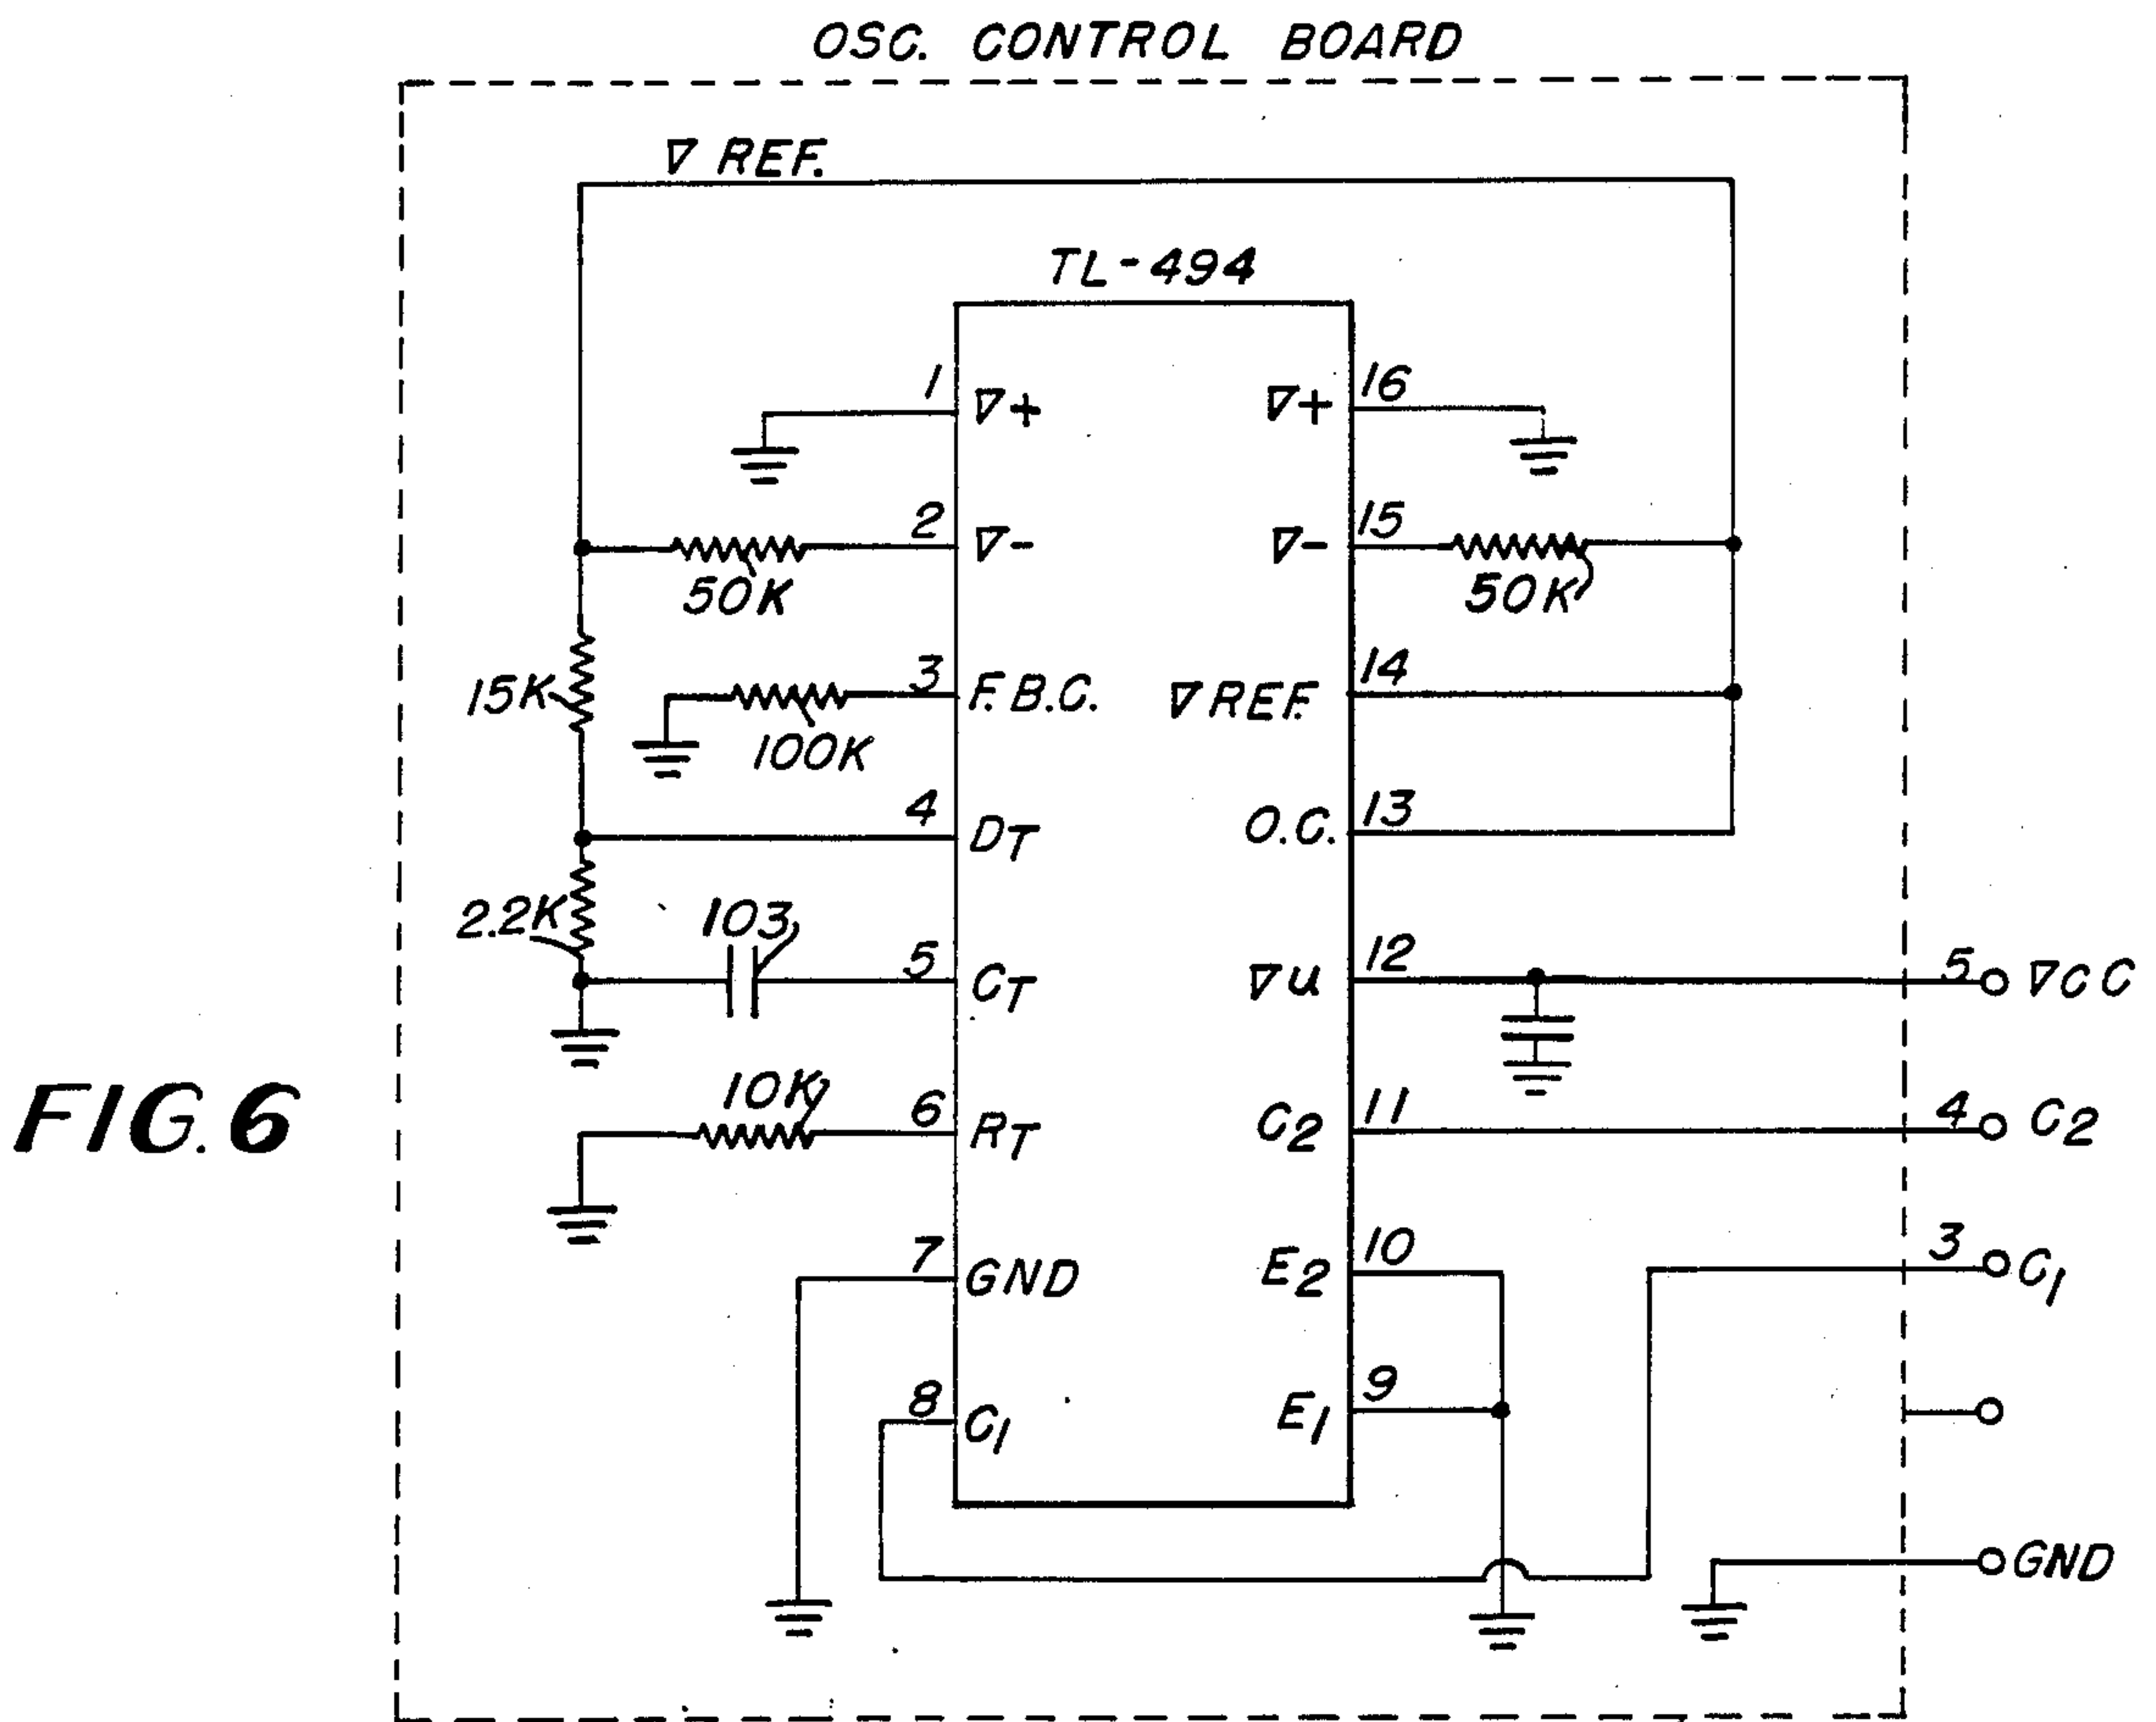 OSC. CONTROL BOARD
V REF.
TL-494
1 V+
V+ 16
2 V-
V- 15
50K
50K
15K
3 F.B.C.
V REF. 14
100K
4 DT
O.C. 13
2.2K
103
5 CT
Vu 12
5 VCC
FIG. 6
10K
6 RT
C2 11
4 C2
7 GND
E2 10
3 C1
8 C1
E1 9
GND